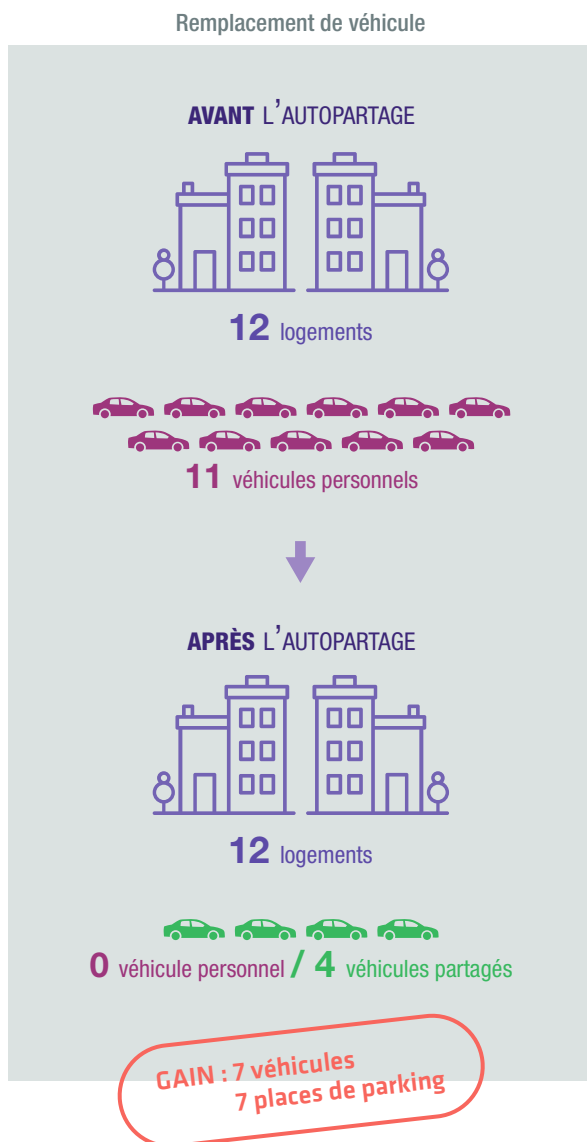 Remplacement de véhicule
AVANT L'AUTOPARTAGE
12 logements
11 véhicules personnels
APRÈS L'AUTOPARTAGE
12 logements
0 véhicule personnel / 4 véhicules partagés
GAIN : 7 véhicules
7 places de parking